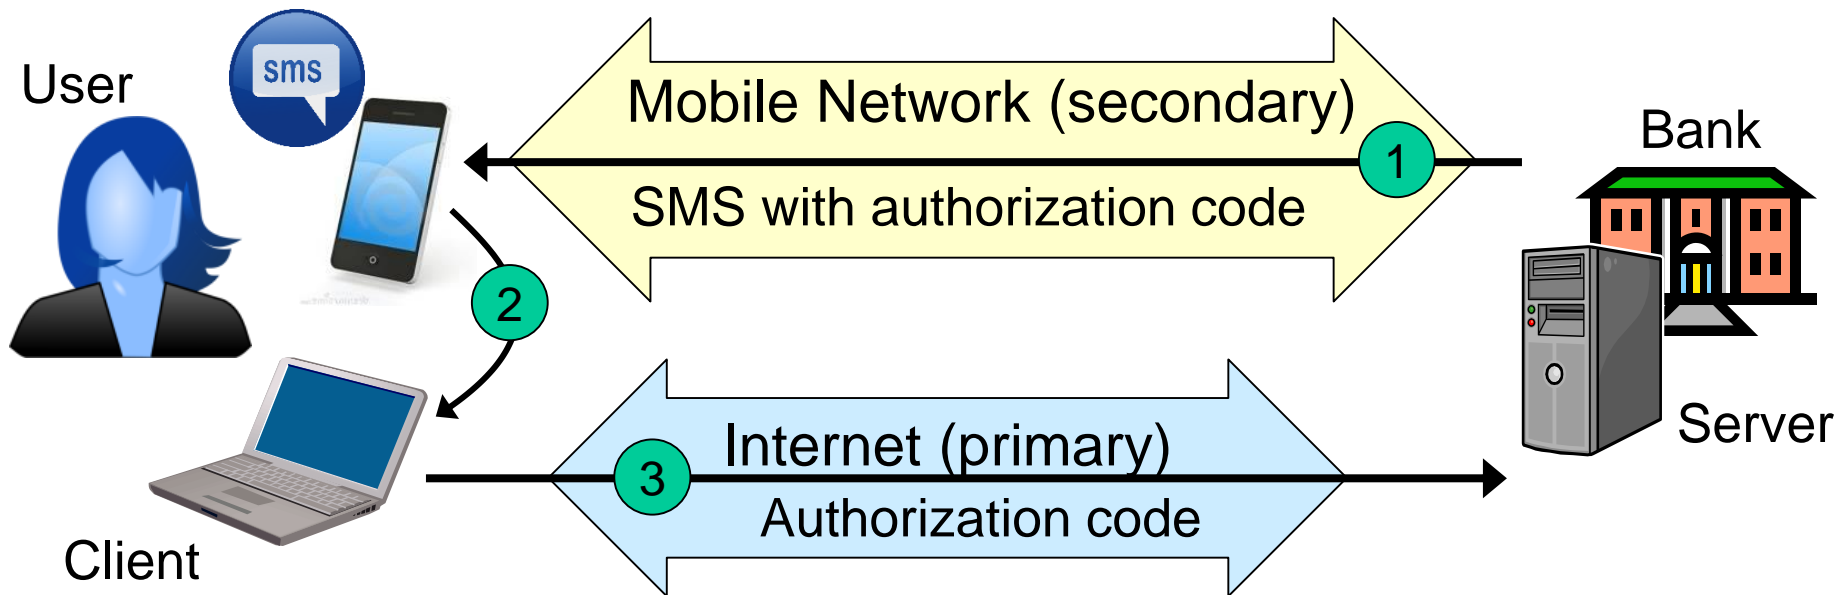 User
sms
Mobile Network (secondary)
1
SMS with authorization code
Bank
2
Server
Internet (primary)
3
Authorization code
Client